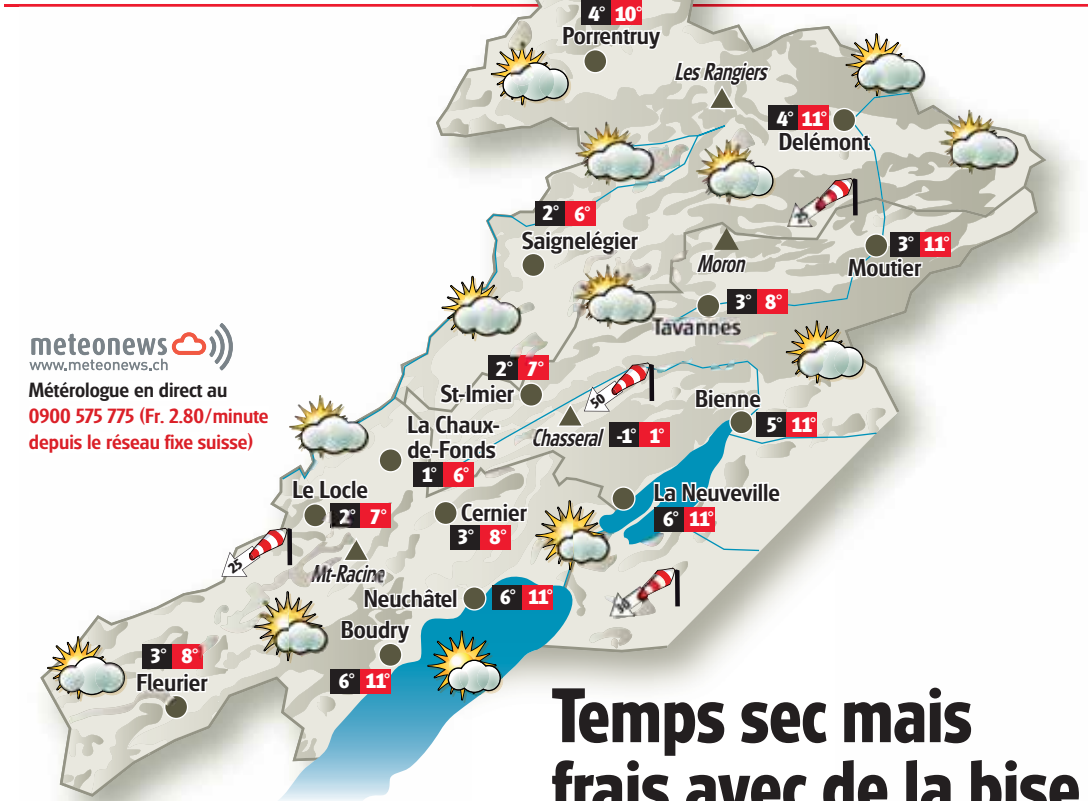 4° 10°
Porrentruy
Les Rangiers
4° 11°
Delémont
2° 6°
Saignelégier
Moron
3° 11°
Moutier
3° 8°
Tavannes
meteonews
www.meteonews.ch
Météorologue en direct au
0900 575 775 (Fr. 2.80/minute
depuis le réseau fixe suisse)
2° 7°
St-Imier
50
Chasseral -1° 1°
Bienne
5° 11°
La Chaux-
de-Fonds
1° 6°
Le Locle
2° 7°
Cernier
3° 8°
La Neuveville
6° 11°
25
Mt-Racine
Neuchâtel 6° 11°
Boudry
6° 11°
3° 8°
Fleurier
Temps sec mais
frais avec de la bise